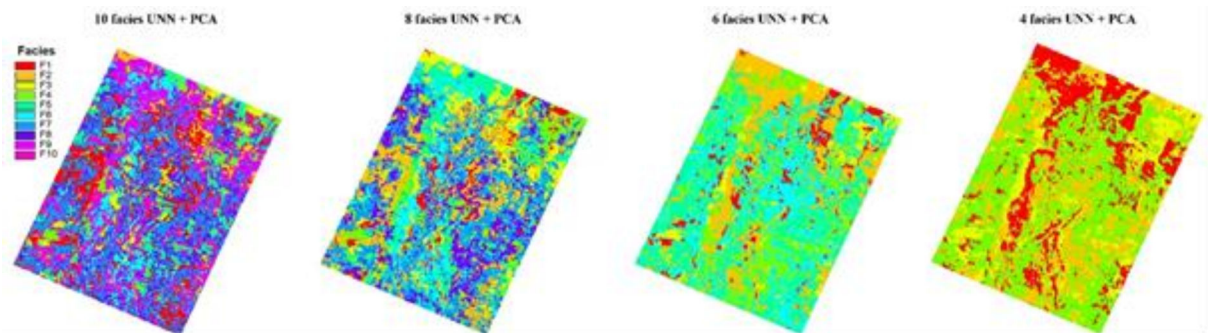 10 facies UNN + PCA
8 facies UNN + PCA
6 facies UNN + PCA
4 facies UNN + PCA
Facies
F1
F2
F3
F4
F5
F6
F7
F8
F9
F10